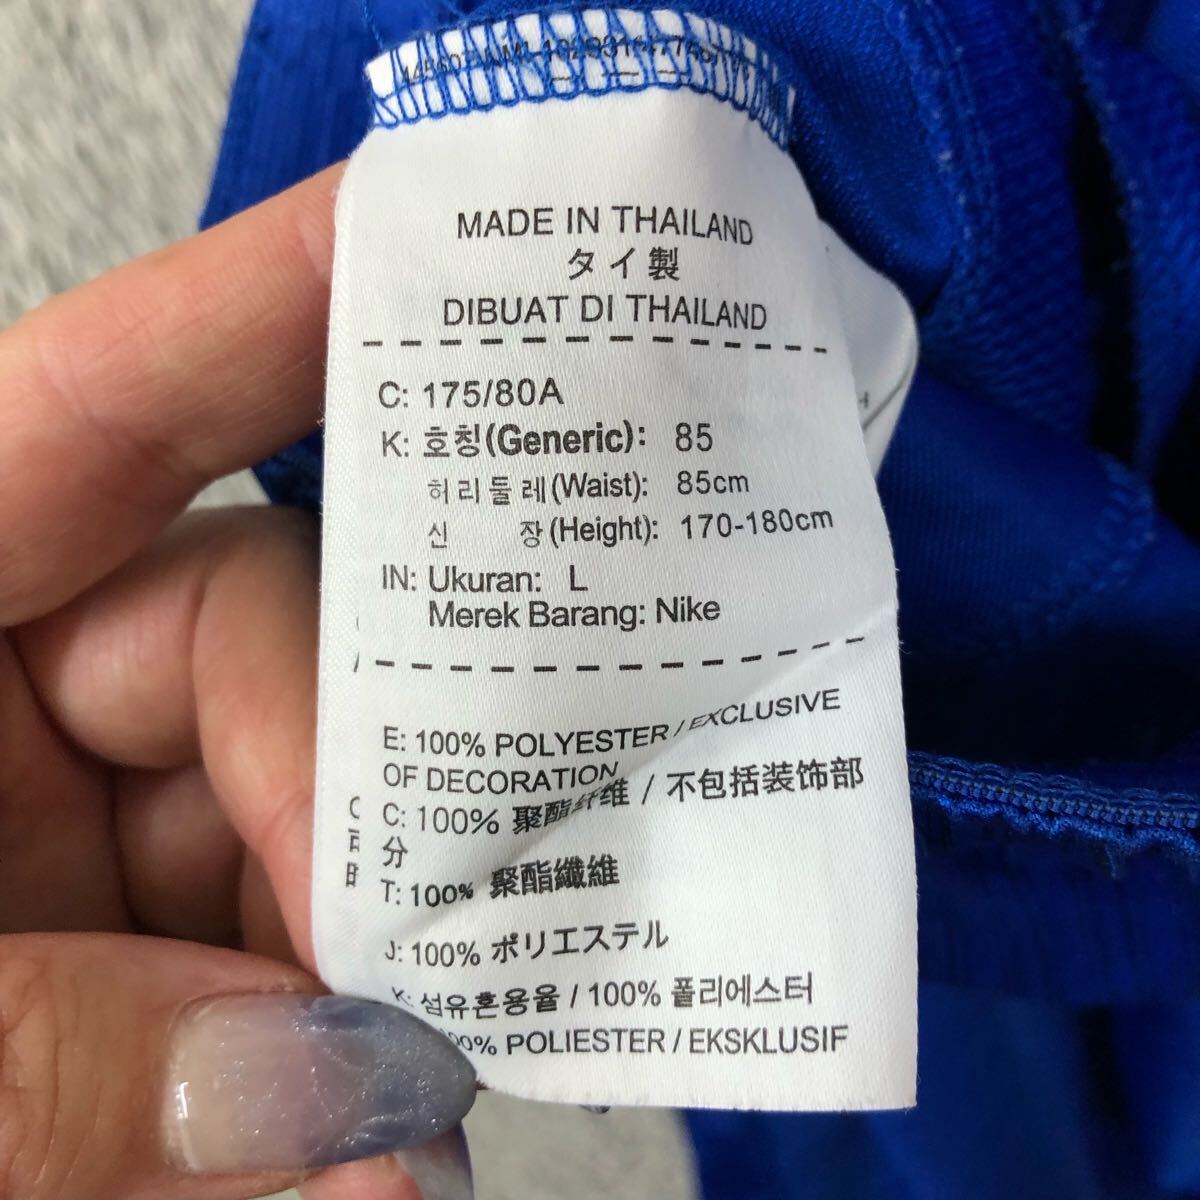 MADE IN THAILAND
タイ製
DIBUAT DI THAILAND
C: 175/80A
K: 호칭(Generic): 85
허리둘레(Waist): 85cm
신 장(Height): 170-180cm
IN: Ukuran: L
Merek Barang: Nike
E: 100% POLYESTER / EXCLUSIVE
OF DECORATION
C: 100% 聚酯纤维 / 不包括装饰部
分
T: 100% 聚酯纖維
J: 100% ポリエステル
K: 섬유혼용율 / 100% 폴리에스터
POLIESTER / EKSKLUSIF